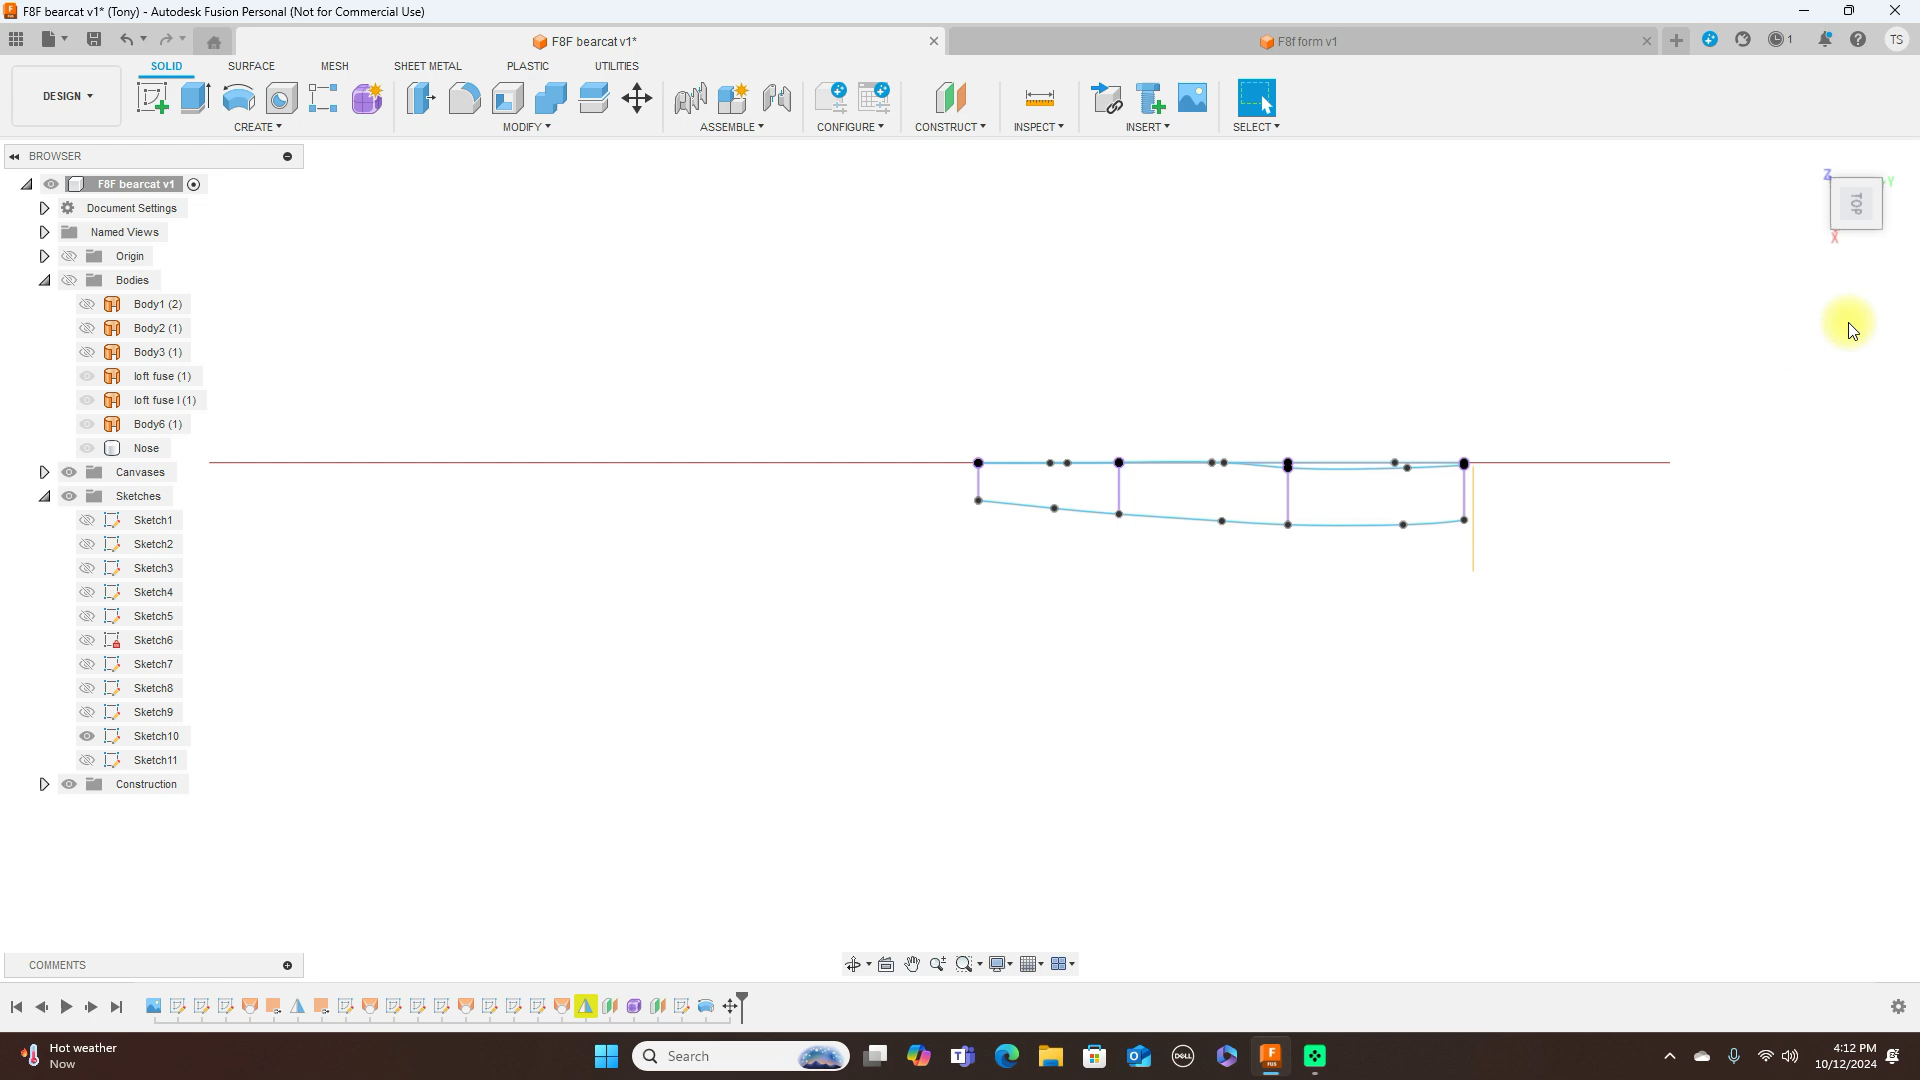 F8F bearcat v1* (Tony) - Autodesk Fusion Personal (Not for Commercial Use)
F8F bearcat v1*
F8f form v1
1
TS
SOLID
SURFACE
MESH
SHEET METAL
PLASTIC
UTILITIES
DESIGN
CREATE
MODIFY
ASSEMBLE
CONFIGURE
CONSTRUCT
INSPECT
INSERT
SELECT
BROWSER
F8F bearcat v1
Document Settings
Named Views
Origin
Bodies
Body1 (2)
Body2 (1)
Body3 (1)
loft fuse (1)
loft fuse l (1)
Body6 (1)
Nose
Canvases
Sketches
Sketch1
Sketch2
Sketch3
Sketch4
Sketch5
Sketch6
Sketch7
Sketch8
Sketch9
Sketch10
Sketch11
Construction
Z
Y
TOP
X
COMMENTS
Hot weather
Now
Search
DELL
4:12 PM
10/12/2024